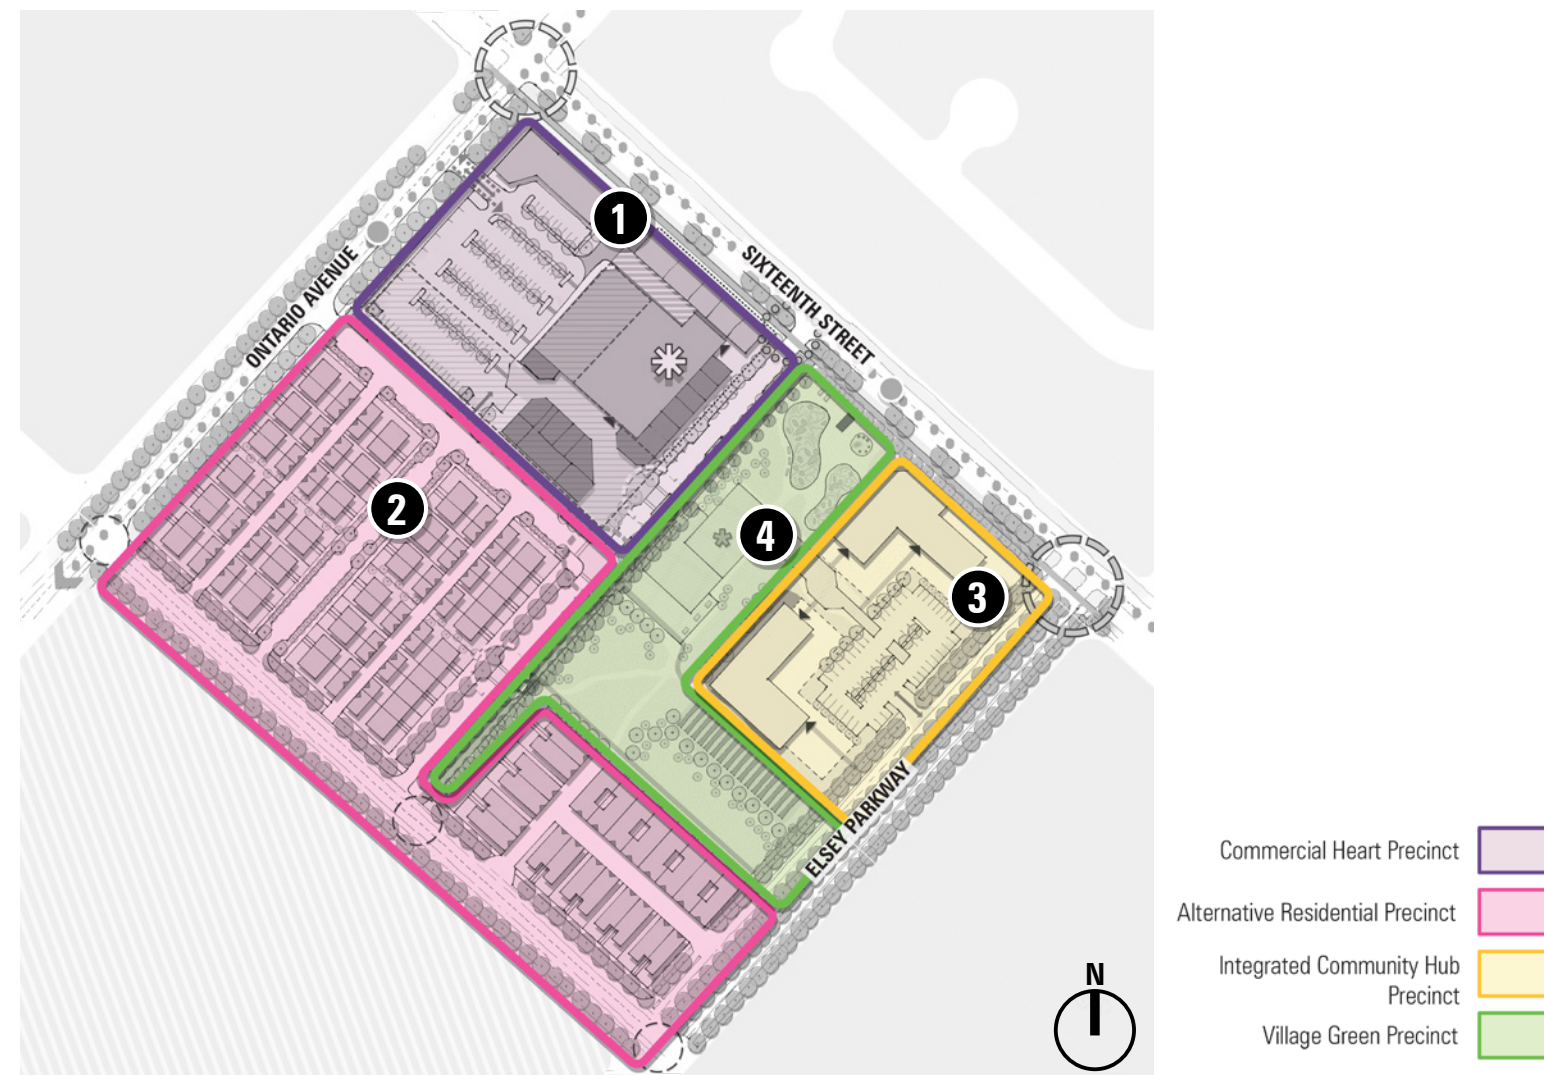 1
ONTARIO AVENUE
SIXTEENTH STREET
2
4
3
ELSEY PARKWAY
Commercial Heart Precinct
Alternative Residential Precinct
Integrated Community Hub
Precinct
Village Green Precinct
N